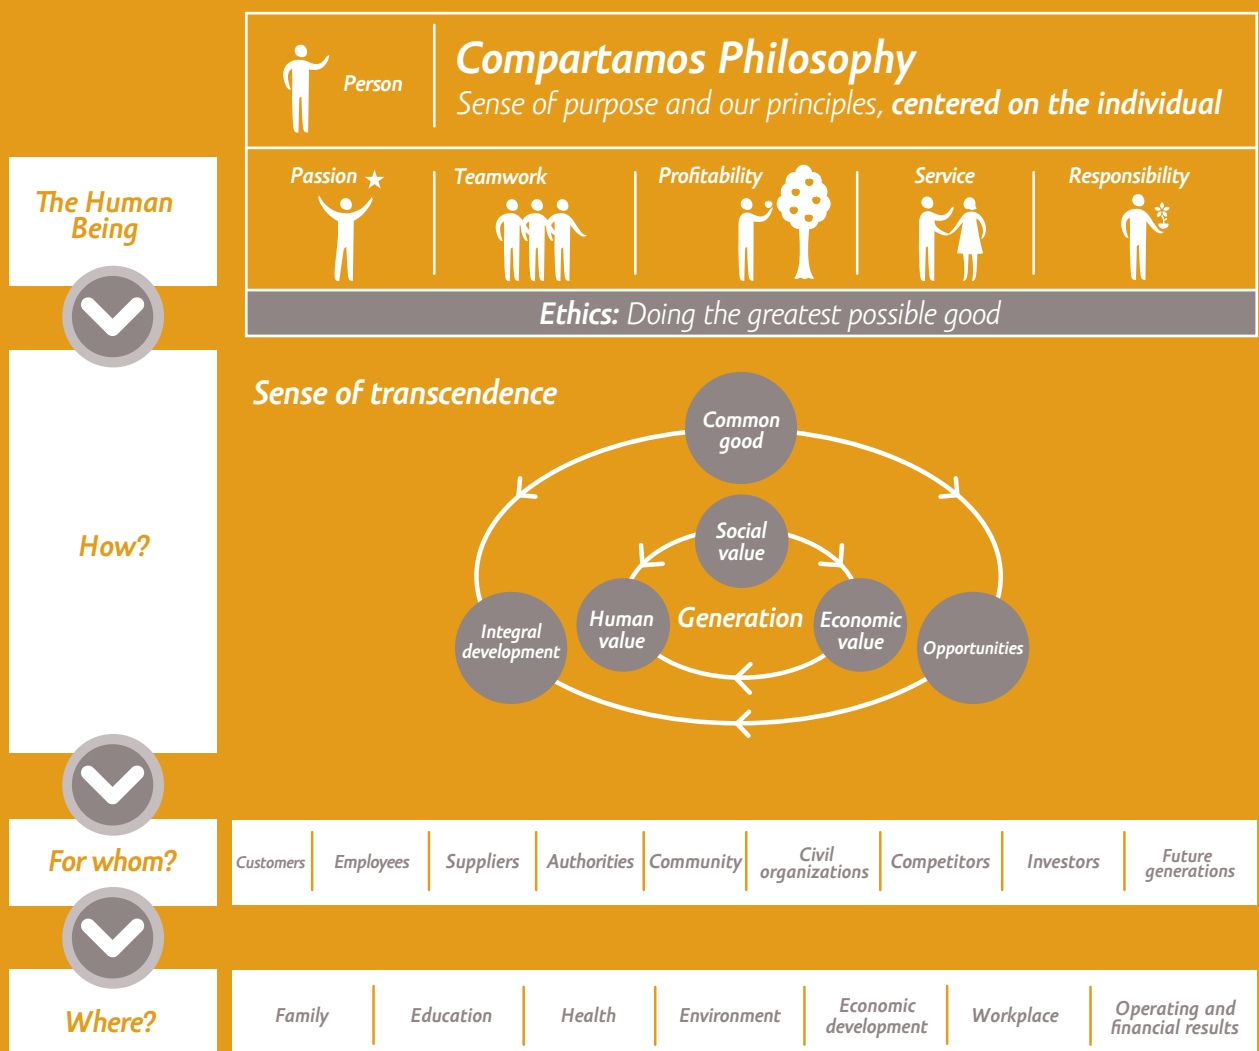 Person
Compartamos Philosophy
Sense of purpose and our principles, centered on the individual
The Human
Being
Passion
Teamwork
Profitability
Service
Responsibility
Ethics: Doing the greatest possible good
How?
Sense of transcendence
Common
good
Social
value
Human
value
Generation
Economic
value
Integral
development
Opportunities
For whom?
Customers
Employees
Suppliers
Authorities
Community
Civil
organizations
Competitors
Investors
Future
generations
Where?
Family
Education
Health
Environment
Economic
development
Workplace
Operating and
financial results